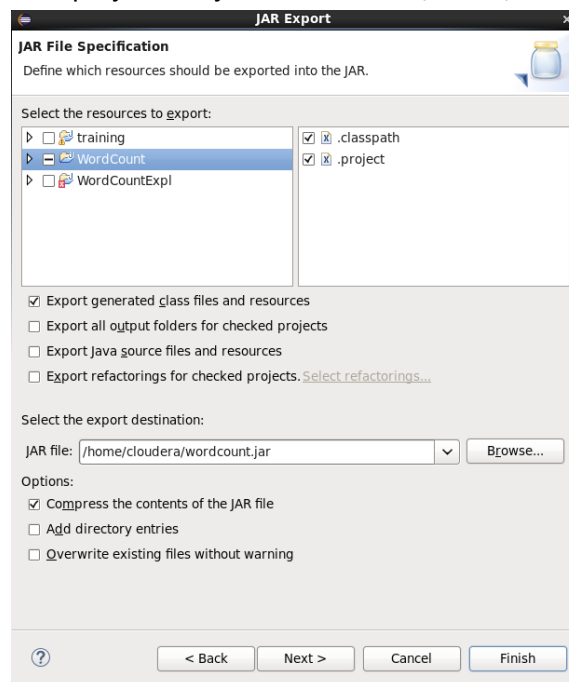 JAR Export
JAR File Specification
Define which resources should be exported into the JAR.
Select the resources to export:
training
WordCount
WordCountExpl
.classpath
.project
Export generated class files and resources
Export all output folders for checked projects
Export Java source files and resources
Export refactorings for checked projects. Select refactorings...
Select the export destination:
JAR file: /home/cloudera/wordcount.jar Browse...
Options:
Compress the contents of the JAR file
Add directory entries
Overwrite existing files without warning
< Back Next > Cancel Finish